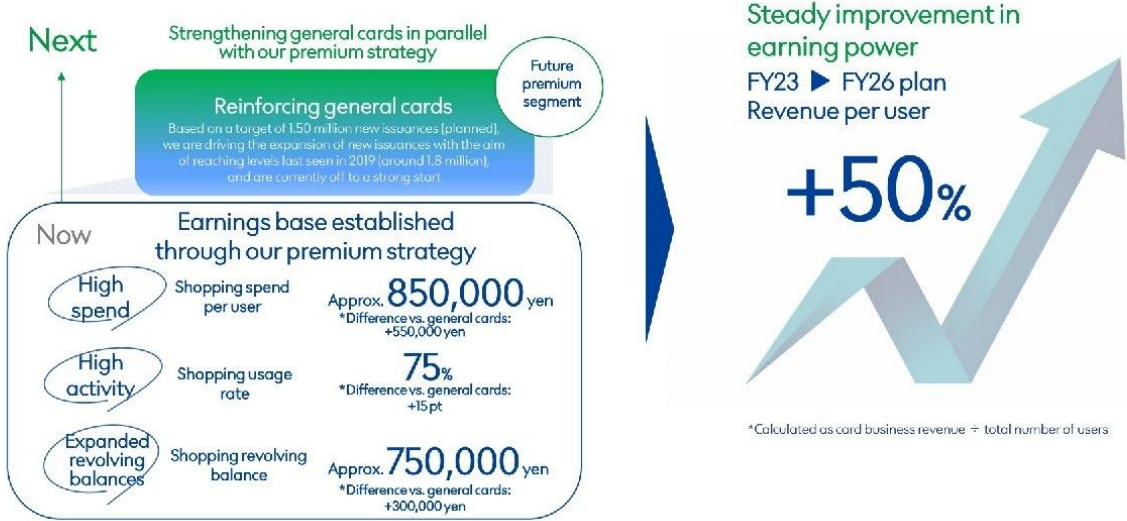 Next
Strengthening general cards in parallel
with our premium strategy
Future
premium
segment
Reinforcing general cards
Based on a target of 1.50 million new issuances (planned),
we are driving the expansion of new issuances with the aim
of reaching levels last seen in 2019 (around 1.8 million),
and are currently off to a strong start
Now
Earnings base established
through our premium strategy
High
spend
Shopping spend
per user
Approx. 850,000 yen
*Difference vs. general cards:
+550,000 yen
High
activity
Shopping usage
rate
75%
*Difference vs. general cards:
+15 pt
Expanded
revolving
balances
Shopping revolving
balance
Approx. 750,000 yen
*Difference vs. general cards:
+300,000 yen
Steady improvement in
earning power
FY23 ▶ FY26 plan
Revenue per user
+50%
*Calculated as card business revenue ÷ total number of users